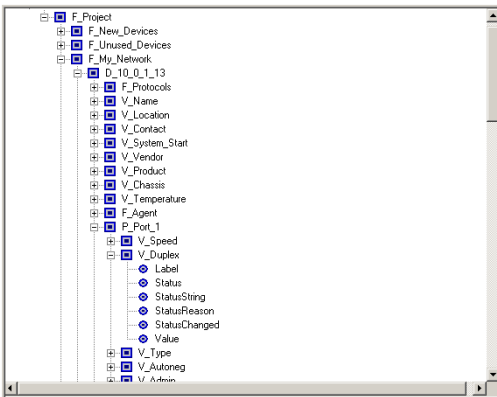 F_Project
F_New_Devices
F_Unused_Devices
F_My_Network
D_10_0_1_13
F_Protocols
V_Name
V_Location
V_Contact
V_System_Start
V_Vendor
V_Product
V_Chassis
V_Temperature
F_Agent
P_Port_1
V_Speed
V_Duplex
Label
Status
StatusString
StatusReason
StatusChanged
Value
V_Type
V_Autoneg
V_Admin